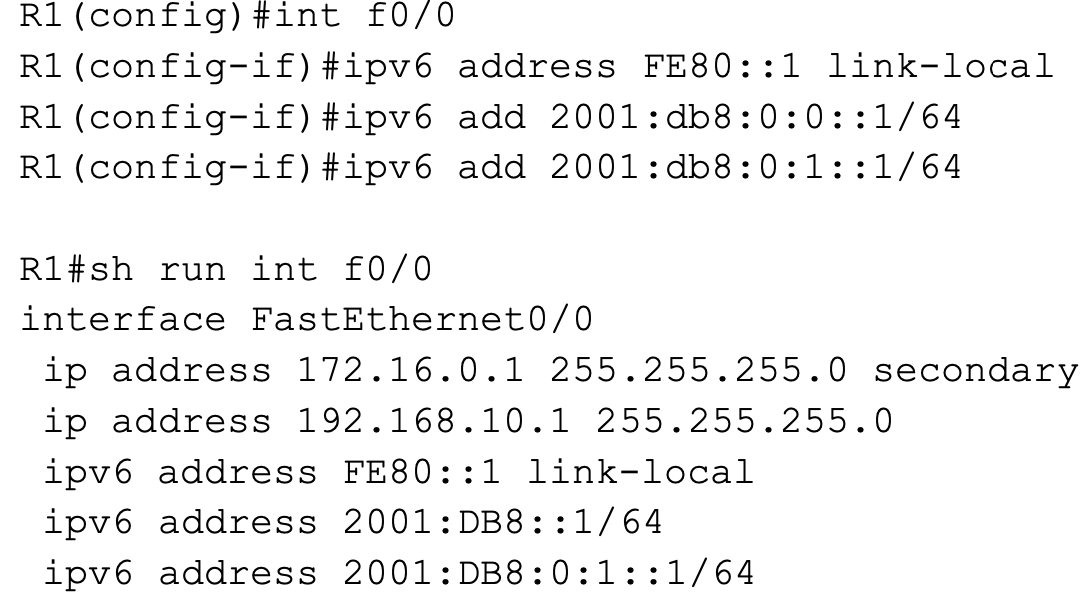 R1(config)#int f0/0
R1(config-if)#ipv6 address FE80::1 link-local
R1(config-if)#ipv6 add 2001:db8:0:0::1/64
R1(config-if)#ipv6 add 2001:db8:0:1::1/64
R1#sh run int f0/0
interface FastEthernet0/0
ip address 172.16.0.1 255.255.255.0 secondary
ip address 192.168.10.1 255.255.255.0
ipv6 address FE80::1 link-local
ipv6 address 2001:DB8::1/64
ipv6 address 2001:DB8:0:1::1/64